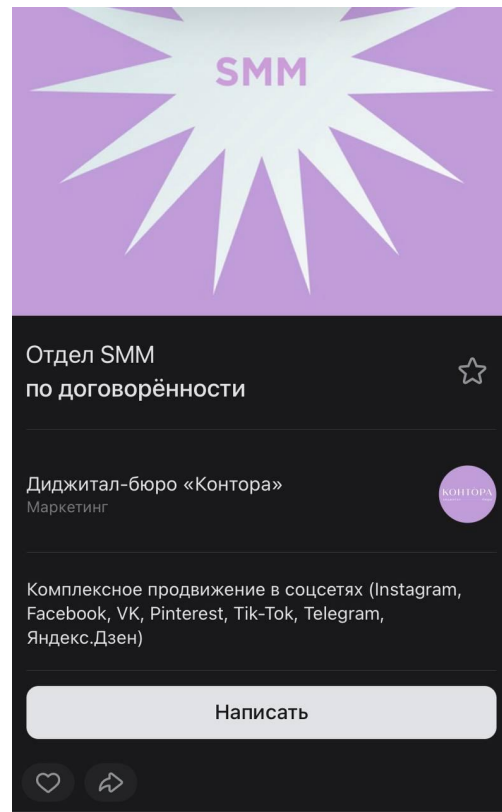 SMM
Отдел SMM
по договорённости
Диджитал-бюро «Контора»
Маркетинг
КОНТОРА
Комплексное продвижение в соцсетях (Instagram,
Facebook, VK, Pinterest, Tik-Tok, Telegram,
Яндекс.Дзен)
Написать